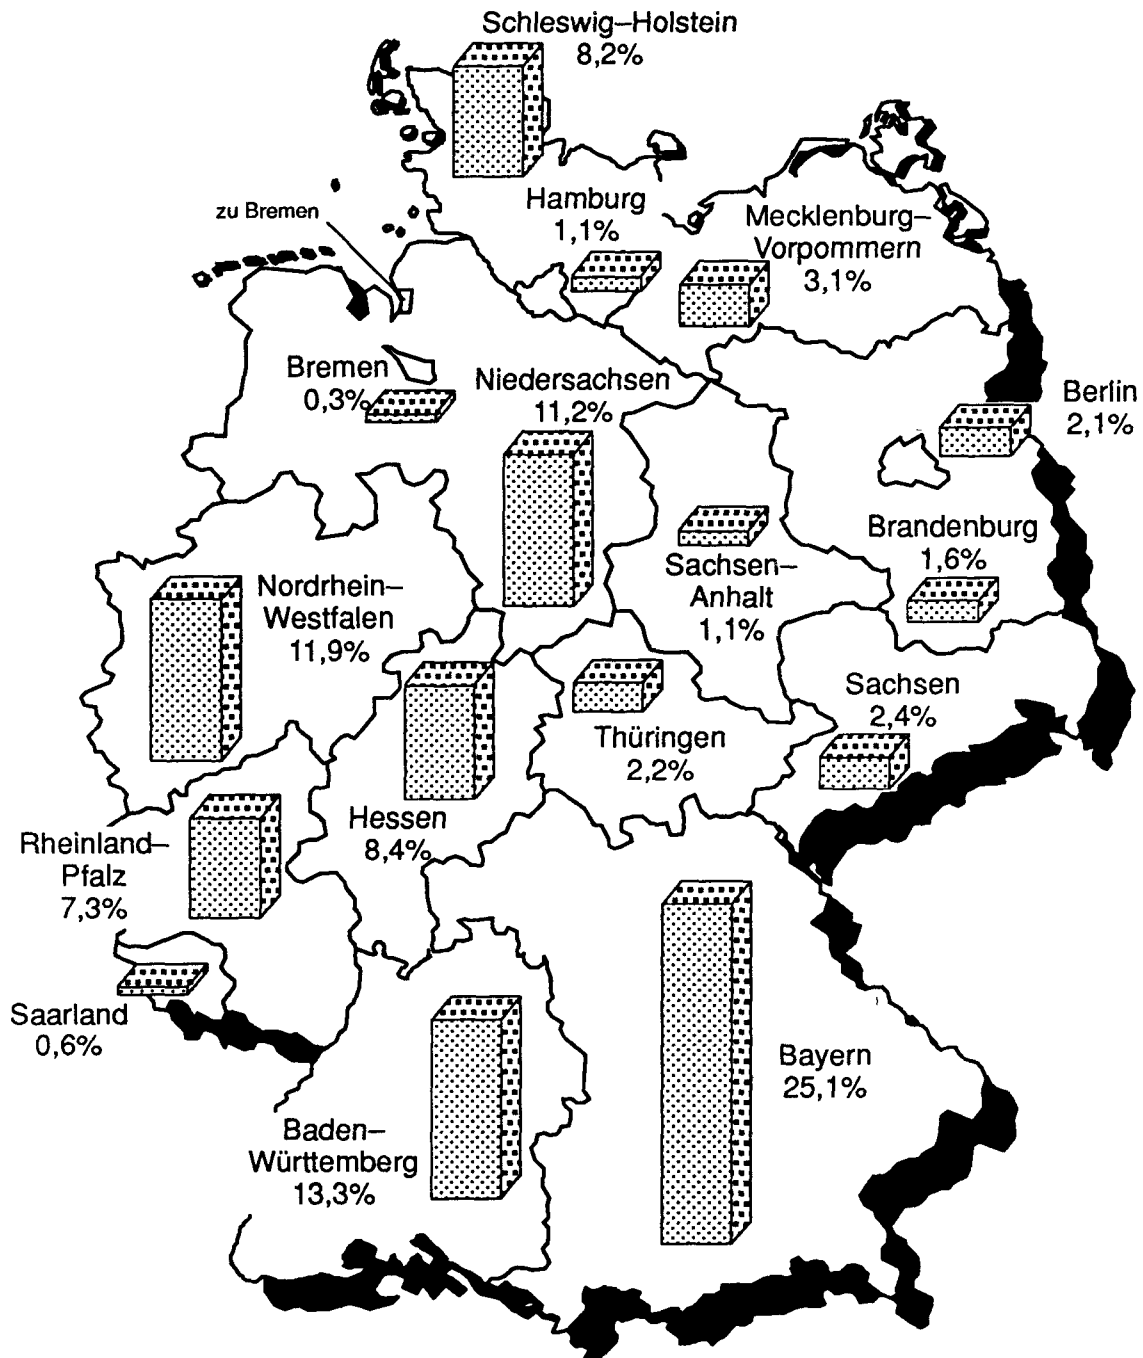 Schleswig–Holstein
8,2%
Hamburg
1,1%
zu Bremen
Mecklenburg–
Vorpommern
3,1%
Bremen
0,3%
Niedersachsen
11,2%
Berlin
2,1%
Brandenburg
1,6%
Sachsen–
Anhalt
1,1%
Nordrhein–
Westfalen
11,9%
Sachsen
2,4%
Thüringen
2,2%
Hessen
8,4%
Rheinland–
Pfalz
7,3%
Saarland
0,6%
Bayern
25,1%
Baden–
Württemberg
13,3%